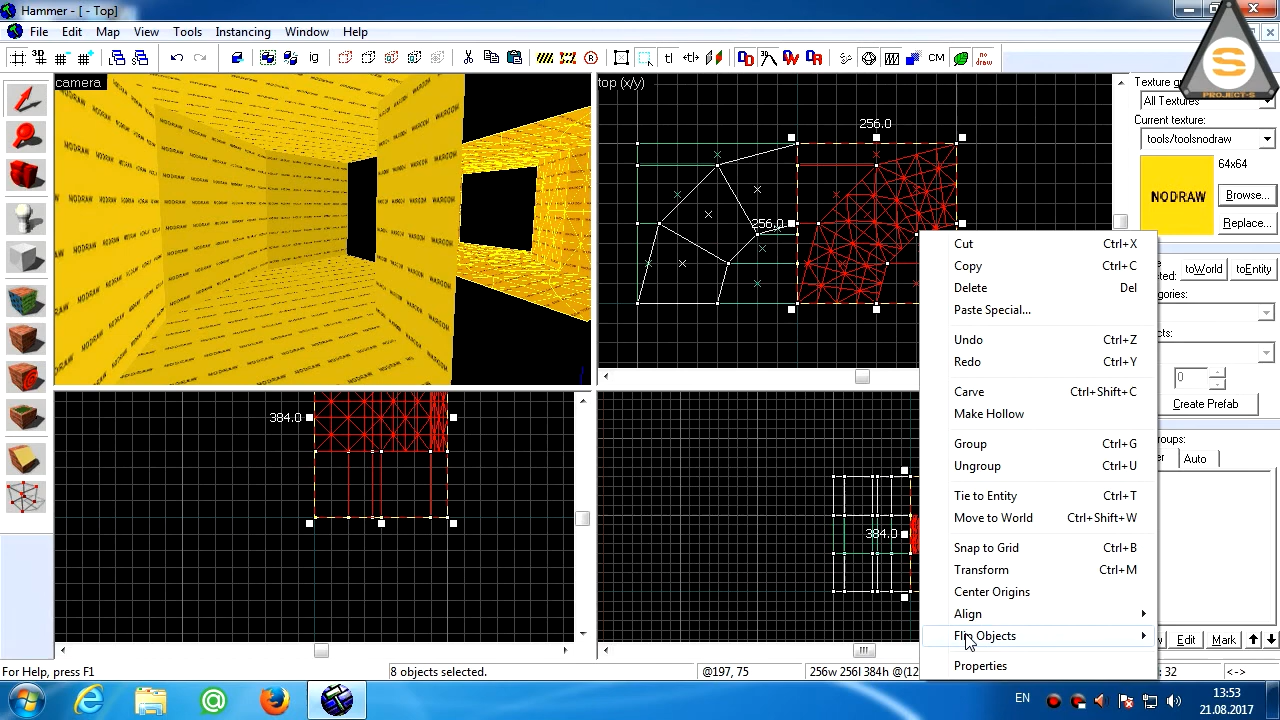 Hammer - [ - Top]
File Edit Map View Tools Instancing Window Help
camera
top (x/y)
256.0
256.0
384.0
384.0
NODRAW
S
PROJECT-S
All Textures
Current texture:
tools/toolsnodraw
64x64
NODRAW
Browse...
Replace...
toWorld
toEntity
0
Create Prefab
Auto
Edit
Mark
Cut Ctrl+X
Copy Ctrl+C
Delete Del
Paste Special...
Undo Ctrl+Z
Redo Ctrl+Y
Carve Ctrl+Shift+C
Make Hollow
Group Ctrl+G
Ungroup Ctrl+U
Tie to Entity Ctrl+T
Move to World Ctrl+Shift+W
Snap to Grid Ctrl+B
Transform Ctrl+M
Center Origins
Align
Flip Objects
Properties
For Help, press F1
8 objects selected.
@197, 75
256w 256l 384h @(12
32
<->
EN
13:53
21.08.2017